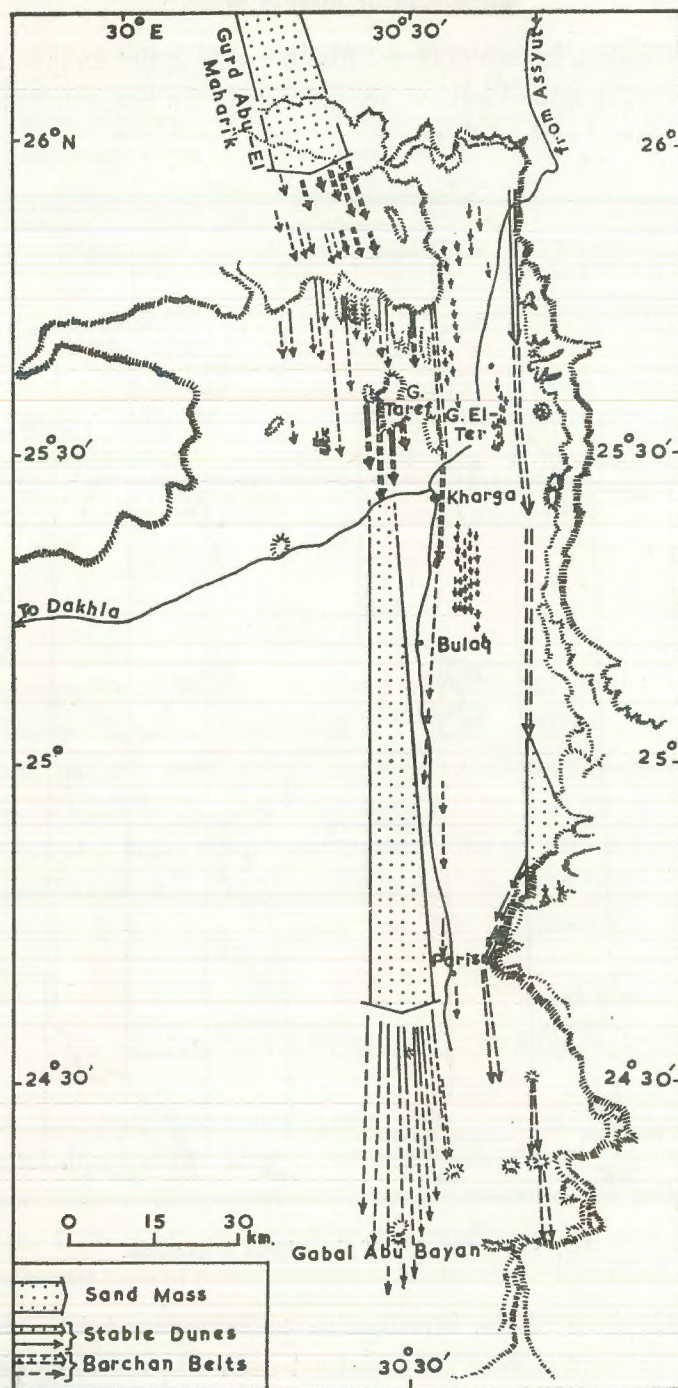 30° E
30° 30'
Gurd Abu-El
Maharik
from Assyut
26° N
26°
G. Taref
G. El-Ter
25° 30'
25° 30'
Kharga
To Dakhla
Bulaq
25°
25°
Paris
24° 30'
24° 30'
0 15 30
km.
Gabal Abu Bayan
Sand Mass
Stable Dunes
Barchan Belts
30° 30'